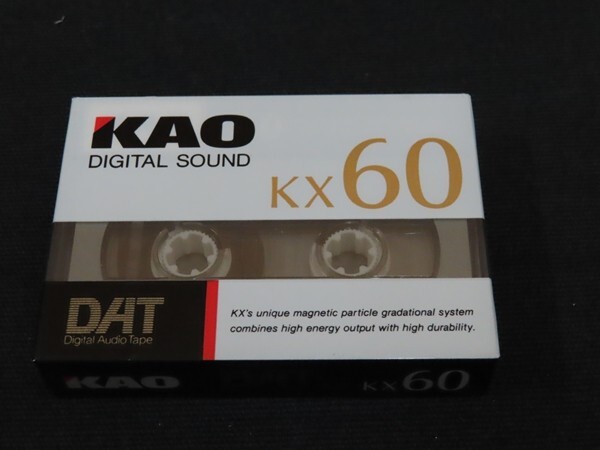 KAO
DIGITAL SOUND
KX60
DAT
Digital Audio Tape
KX's unique magnetic particle gradational system
combines high energy output with high durability.
KAO
KX60